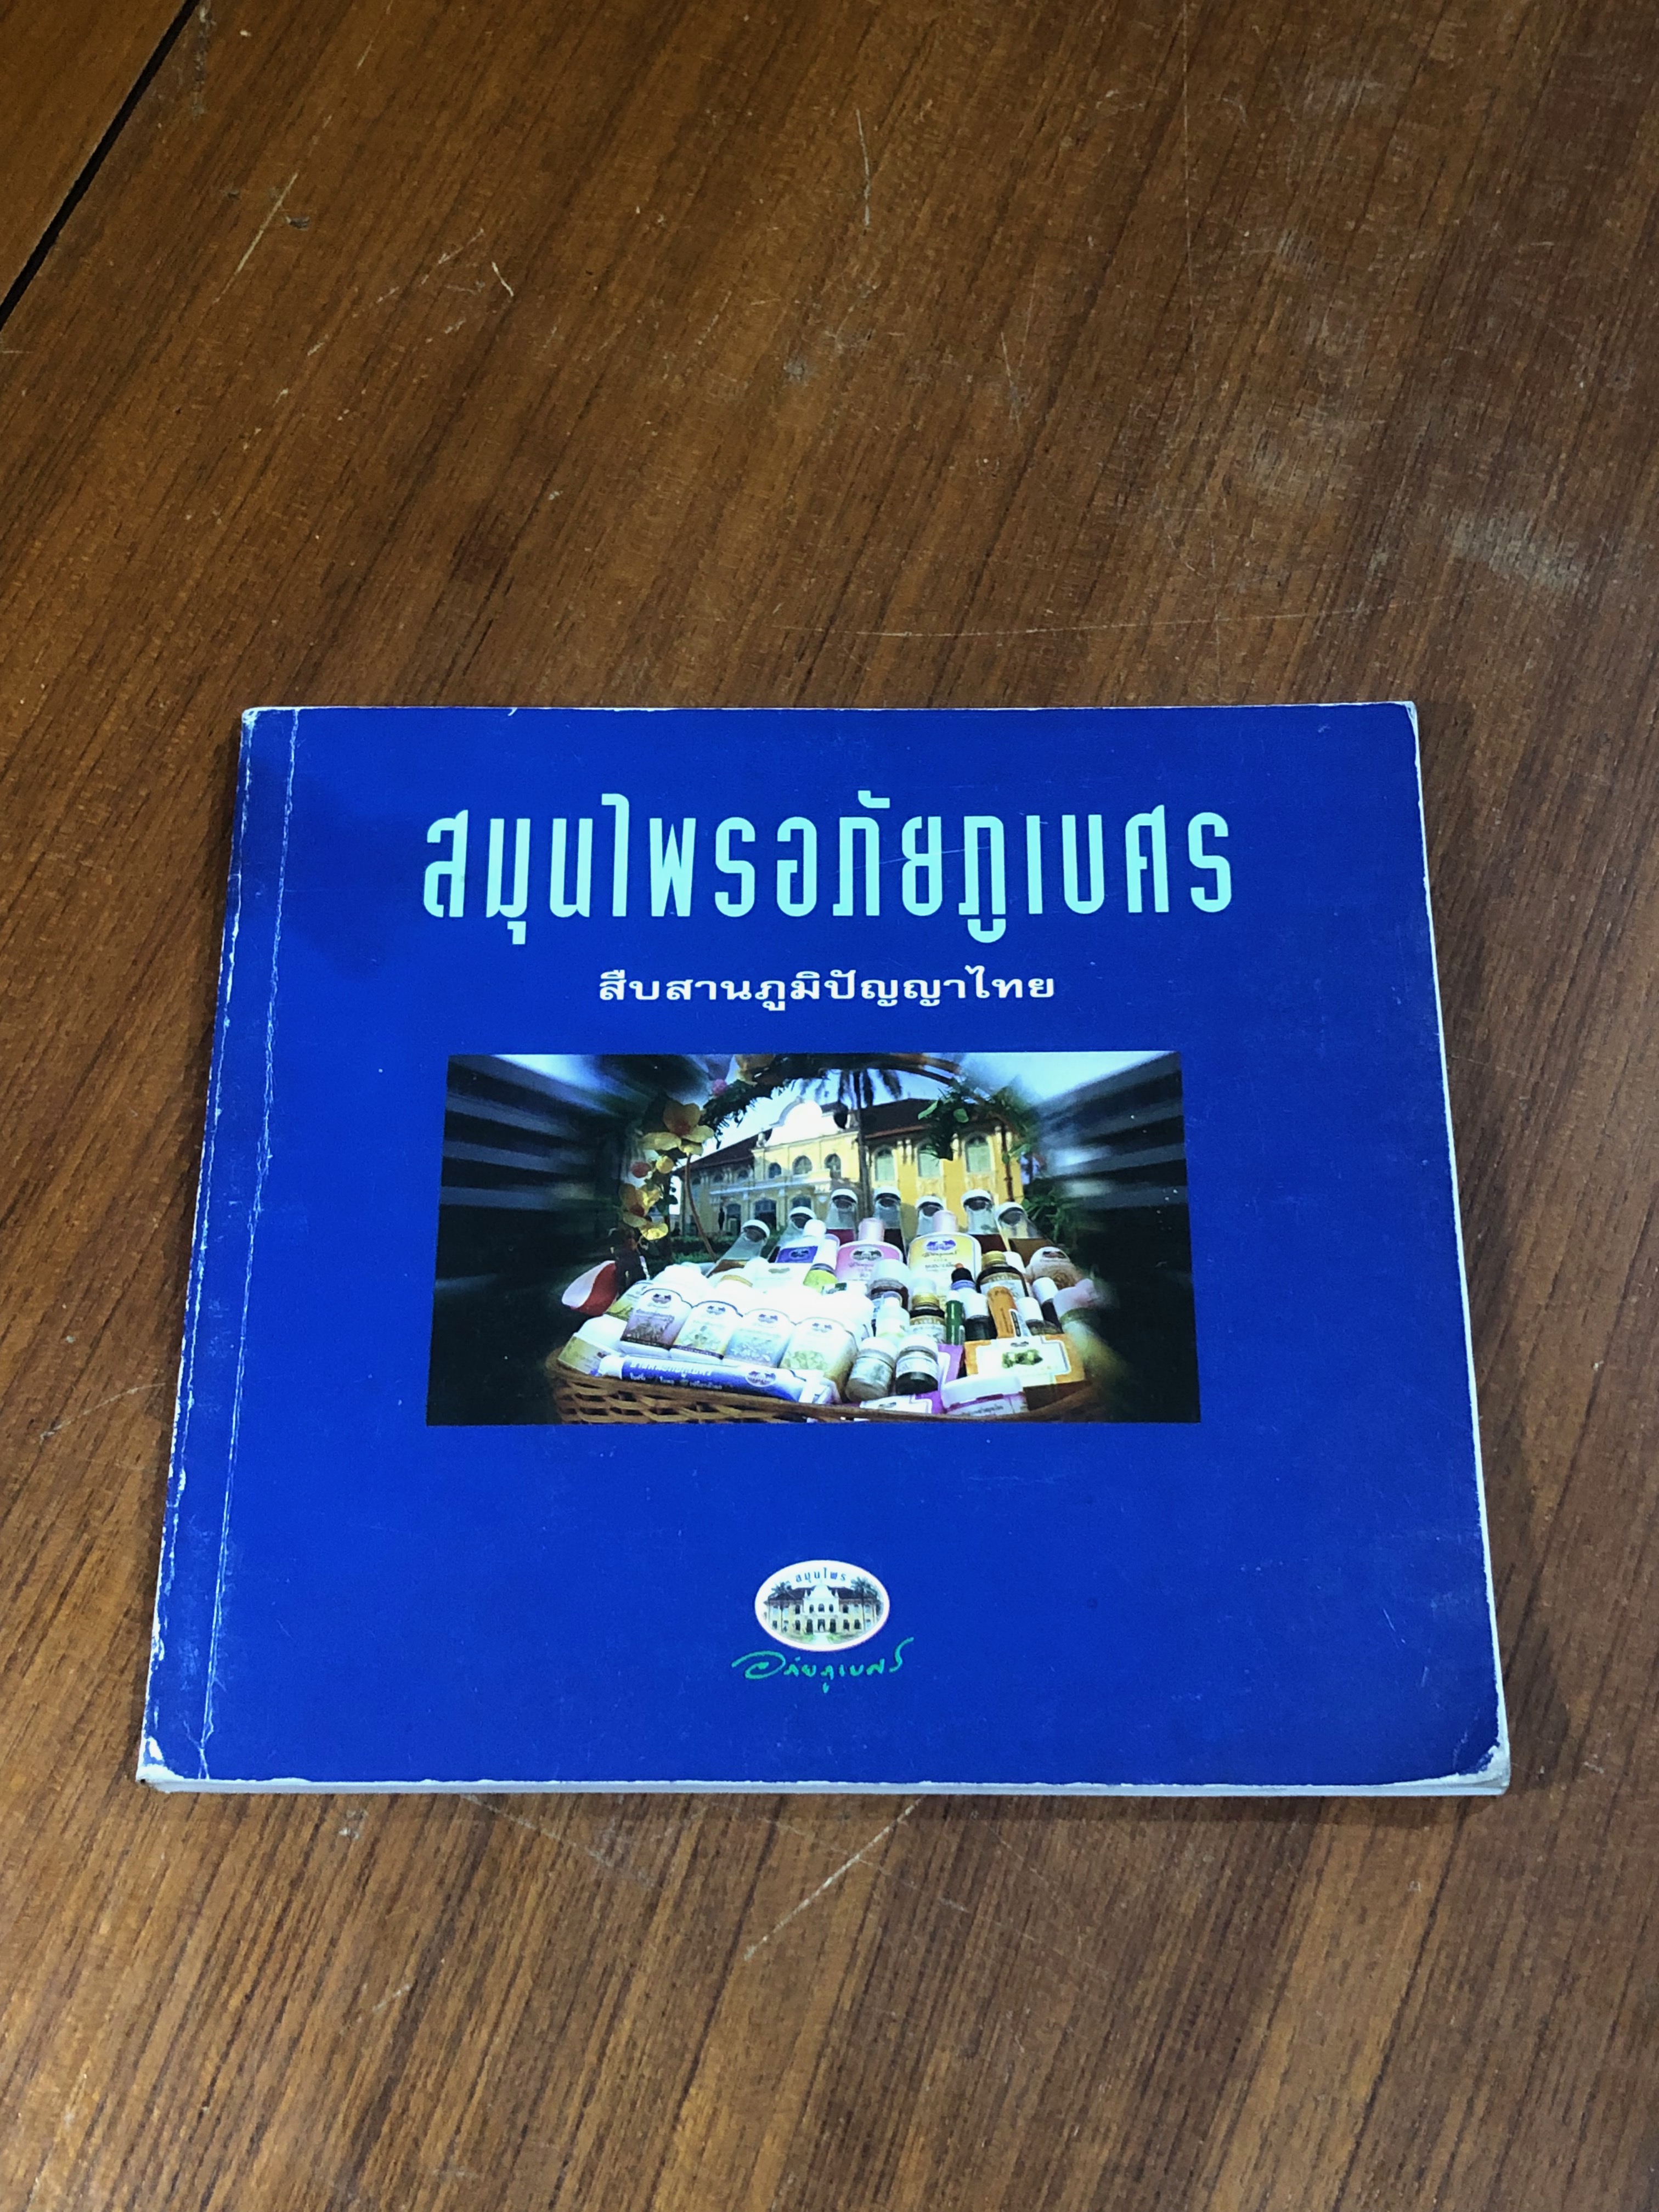 สมุนไพรอภัยภูเบศร
สืบสานภูมิปัญญาไทย
สมุนไพร
อภัยภูเบศร